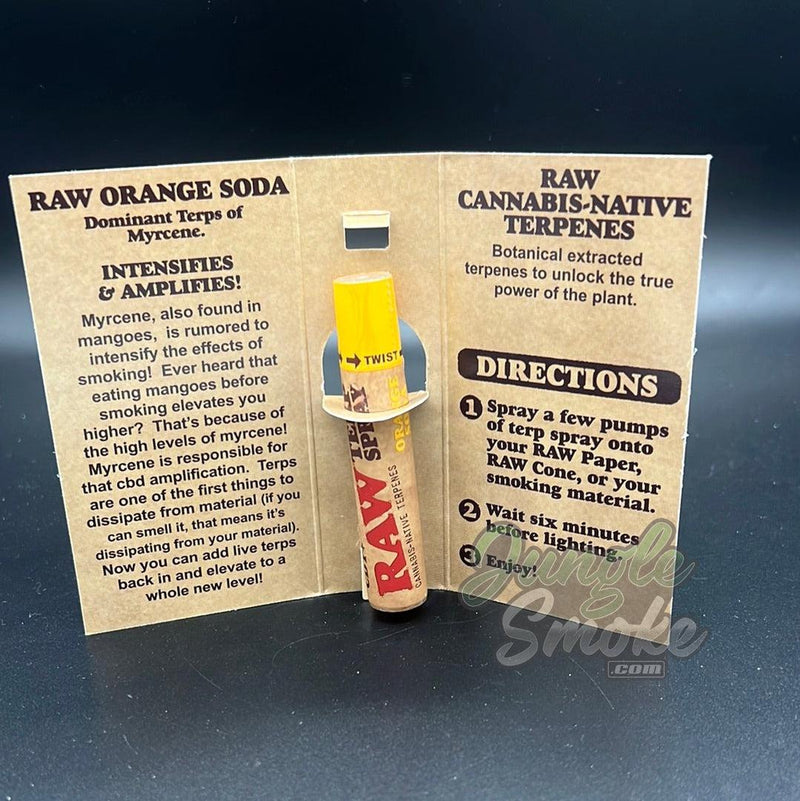 RAW ORANGE SODA
Dominant Terps of
Myrcene.
INTENSIFIES
& AMPLIFIES!
Myrcene, also found in
mangoes, is rumored to
intensify the effects of
smoking! Ever heard that
eating mangoes before
smoking elevates you
higher? That's because of
the high levels of myrcene!
Myrcene is responsible for
that cbd amplification. Terps
are one of the first things to
dissipate from material (if you
can smell it, that means it's
dissipating from your material).
Now you can add live terps
back in and elevate to a
whole new level!
TWIST
SPRAY
ORANGE
RAW
CANNABIS-NATIVE TERPENES
RAW
CANNABIS-NATIVE
TERPENES
Botanical extracted
terpenes to unlock the true
power of the plant.
DIRECTIONS
1 Spray a few pumps
of terp spray onto
your RAW Paper,
RAW Cone, or your
smoking material.
2 Wait six minutes
before lighting.
3 Enjoy!
Jungle
Smoke
.com